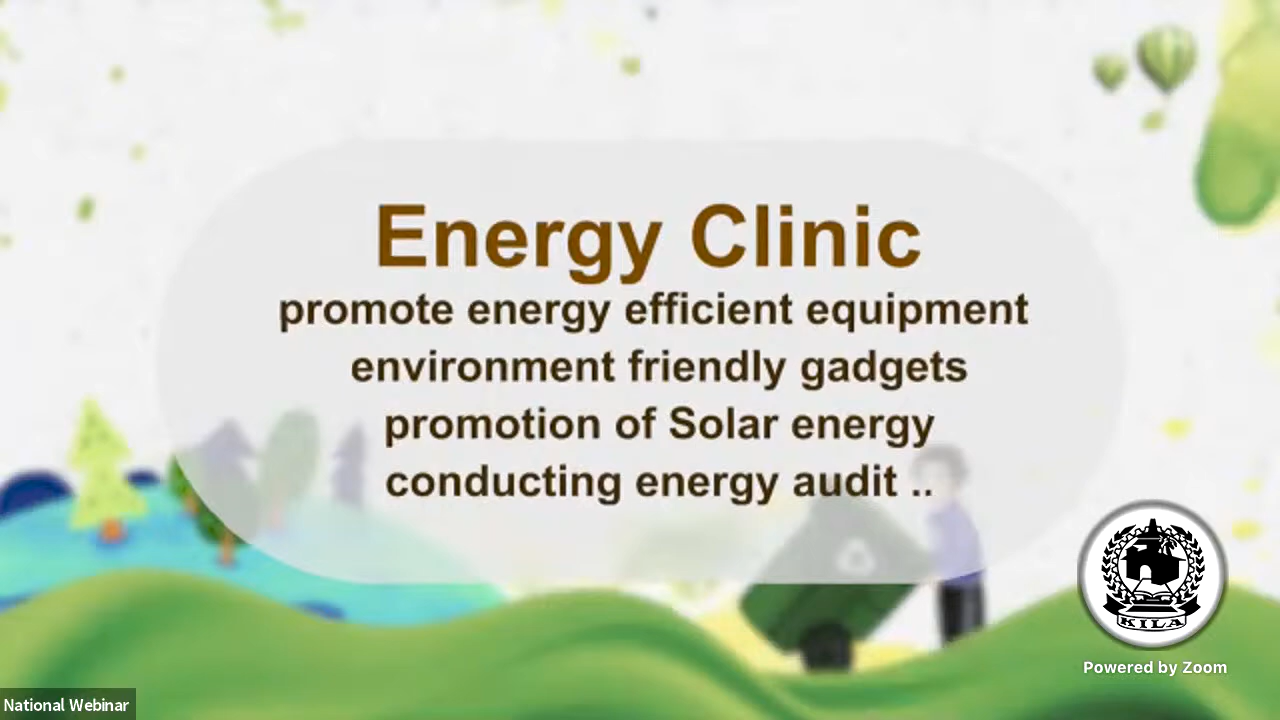 Energy Clinic
promote energy efficient equipment
environment friendly gadgets
promotion of Solar energy
conducting energy audit ..
KILA
Powered by Zoom
National Webinar